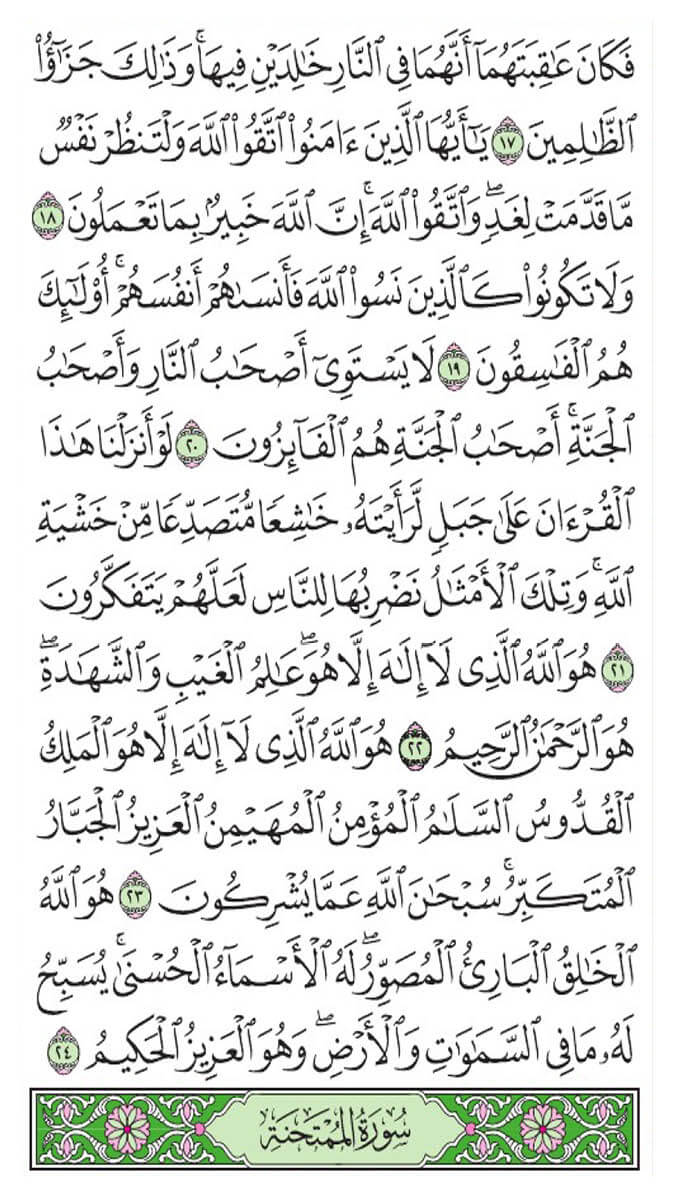 فَكَانَ عَٰقِبَتَهُمَآ أَنَّهُمَا فِي ٱلنَّارِ خَٰلِدَيۡنِ فِيهَاۚ وَذَٰلِكَ جَزَٰٓؤُاْ
ٱلظَّٰلِمِينَ ١٧ يَٰٓأَيُّهَا ٱلَّذِينَ ءَامَنُواْ ٱتَّقُواْ ٱللَّهَ وَلۡتَنظُرۡ نَفۡسٞ
مَّا قَدَّمَتۡ لِغَدٖۖ وَٱتَّقُواْ ٱللَّهَۚ إِنَّ ٱللَّهَ خَبِيرُۢ بِمَا تَعۡمَلُونَ ١٨
وَلَا تَكُونُواْ كَٱلَّذِينَ نَسُواْ ٱللَّهَ فَأَنسَىٰهُمۡ أَنفُسَهُمۡۚ أُوْلَٰٓئِكَ
هُمُ ٱلۡفَٰسِقُونَ ١٩ لَا يَسۡتَوِيٓ أَصۡحَٰبُ ٱلنَّارِ وَأَصۡحَٰبُ
ٱلۡجَنَّةِۚ أَصۡحَٰبُ ٱلۡجَنَّةِ هُمُ ٱلۡفَآئِزُونَ ٢٠ لَوۡ أَنزَلۡنَا هَٰذَا
ٱلۡقُرۡءَانَ عَلَىٰ جَبَلٖ لَّرَأَيۡتَهُۥ خَٰشِعٗا مُّتَصَدِّعٗا مِّنۡ خَشۡيَةِ
ٱللَّهِۚ وَتِلۡكَ ٱلۡأَمۡثَٰلُ نَضۡرِبُهَا لِلنَّاسِ لَعَلَّهُمۡ يَتَفَكَّرُونَ
٢١ هُوَ ٱللَّهُ ٱلَّذِي لَآ إِلَٰهَ إِلَّا هُوَۖ عَٰلِمُ ٱلۡغَيۡبِ وَٱلشَّهَٰدَةِۖ
هُوَ ٱلرَّحۡمَٰنُ ٱلرَّحِيمُ ٢٢ هُوَ ٱللَّهُ ٱلَّذِي لَآ إِلَٰهَ إِلَّا هُوَ ٱلۡمَلِكُ
ٱلۡقُدُّوسُ ٱلسَّلَٰمُ ٱلۡمُؤۡمِنُ ٱلۡمُهَيۡمِنُ ٱلۡعَزِيزُ ٱلۡجَبَّارُ
ٱلۡمُتَكَبِّرُۚ سُبۡحَٰنَ ٱللَّهِ عَمَّا يُشۡرِكُونَ ٢٣ هُوَ ٱللَّهُ
ٱلۡخَٰلِقُ ٱلۡبَارِئُ ٱلۡمُصَوِّرُۖ لَهُ ٱلۡأَسۡمَآءُ ٱلۡحُسۡنَىٰۚ يُسَبِّحُ
لَهُۥ مَا فِي ٱلسَّمَٰوَٰتِ وَٱلۡأَرۡضِۖ وَهُوَ ٱلۡعَزِيزُ ٱلۡحَكِيمُ ٢٤
سُورَةُ المُمۡتَحنَةِ